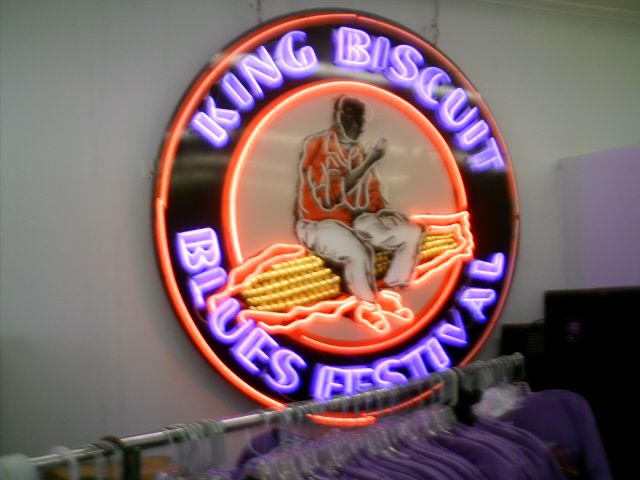 KING BISCUIT
BLUES FESTIVAL